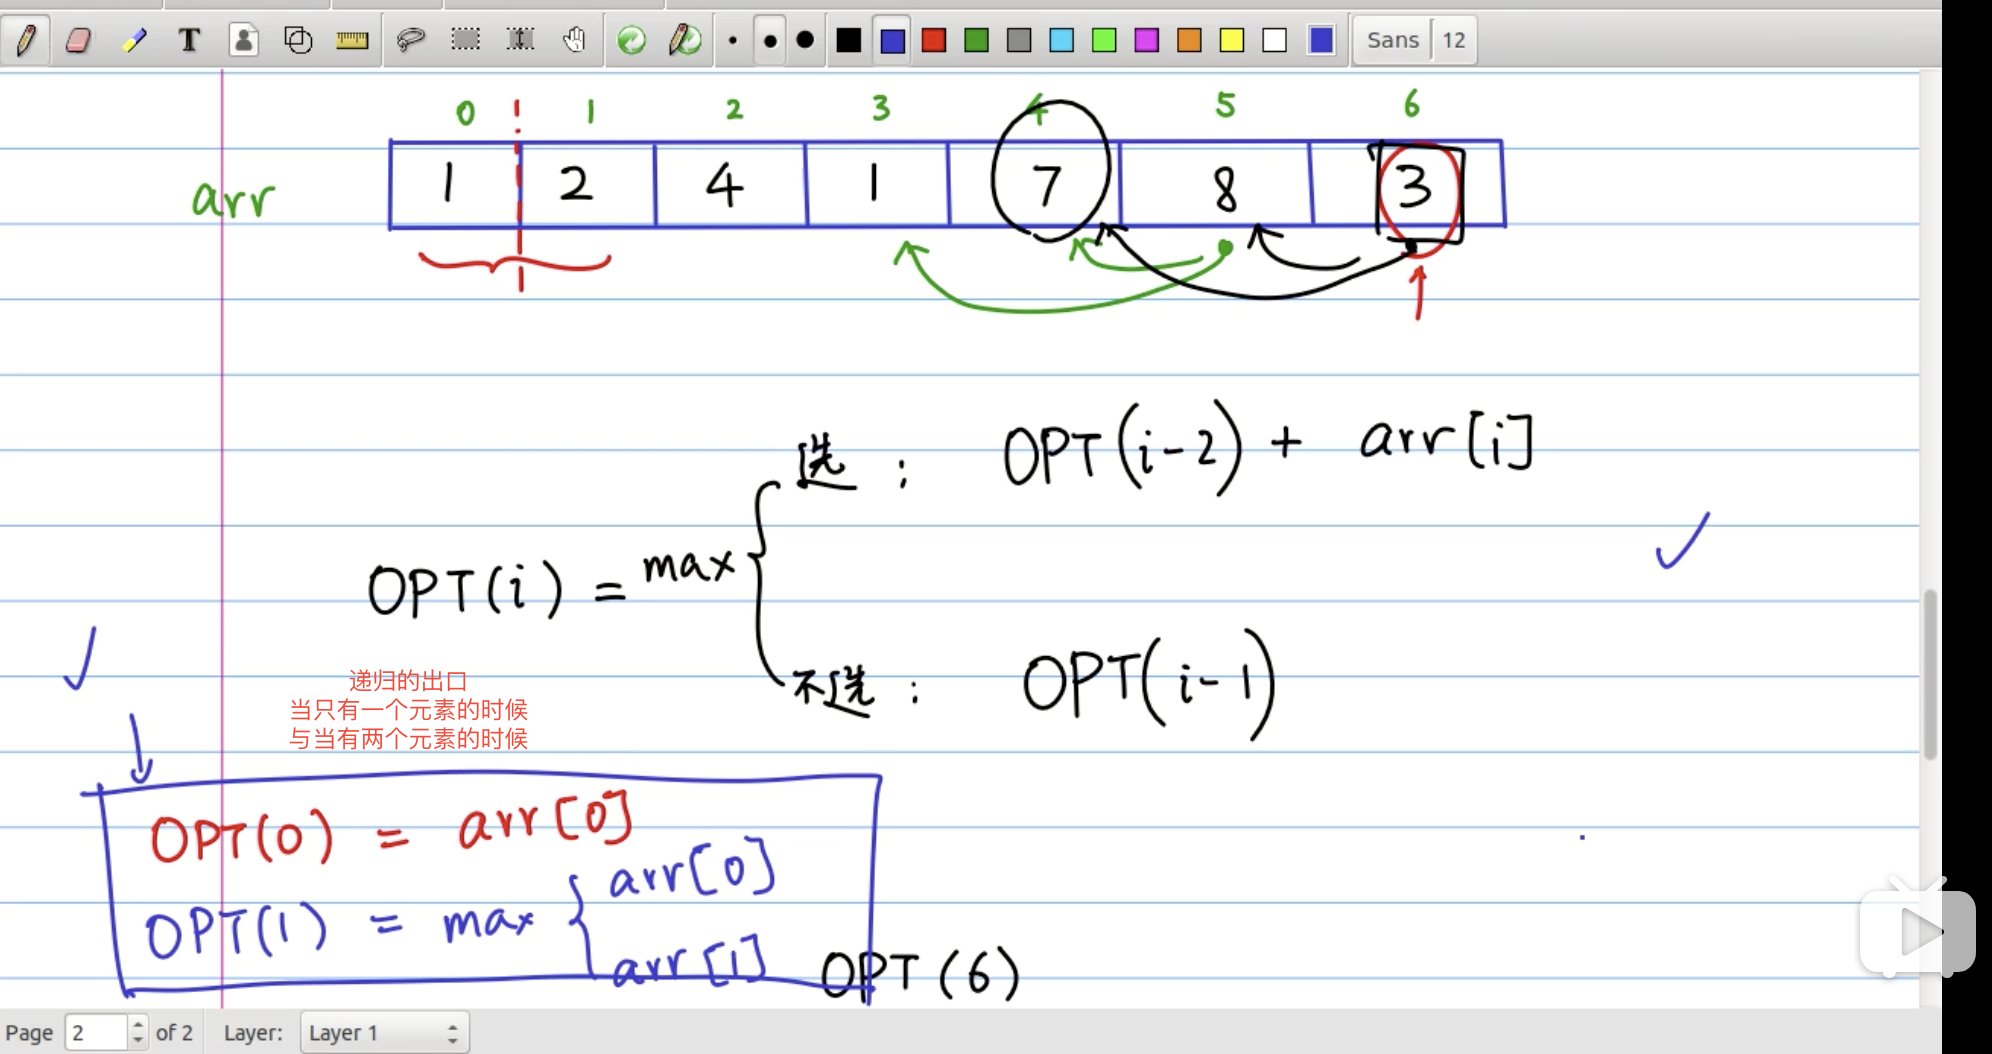 T Sans 12
0 1 2 3 4 5 6
arr 1 2 4 1 7 8 3
选: OPT(i-2) + arr[i]
OPT(i) = max
不选: OPT(i-1)
递归的出口
当只有一个元素的时候
与当有两个元素的时候
OPT(0) = arr[0]
OPT(1) = max { arr[0]
arr[1]
OPT(6)
Page 2 of 2 Layer: Layer 1